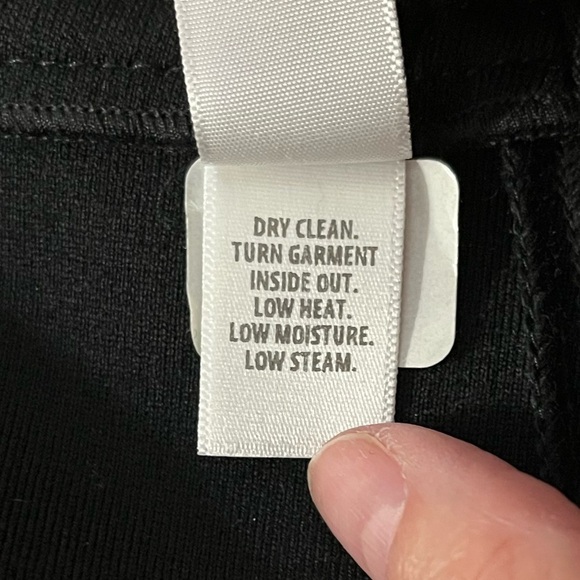 DRY CLEAN.
TURN GARMENT
INSIDE OUT.
LOW HEAT.
LOW MOISTURE.
LOW STEAM.